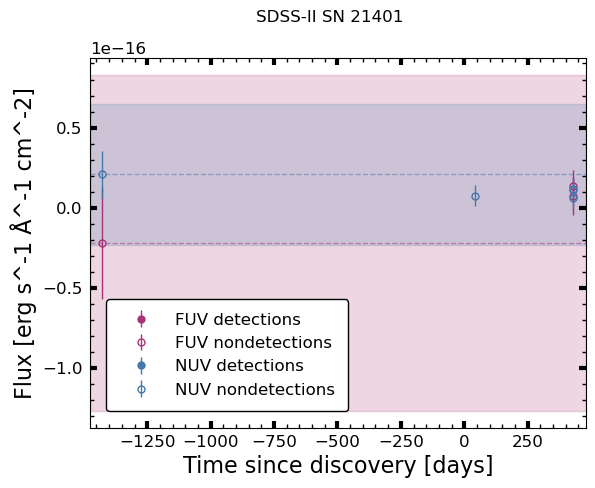 SDSS-II SN 21401
1e−16
0.5
0.0
−0.5
−1.0
Flux [erg s^-1 Å^-1 cm^-2]
FUV detections
FUV nondetections
NUV detections
NUV nondetections
−1250 −1000 −750 −500 −250 0 250
Time since discovery [days]